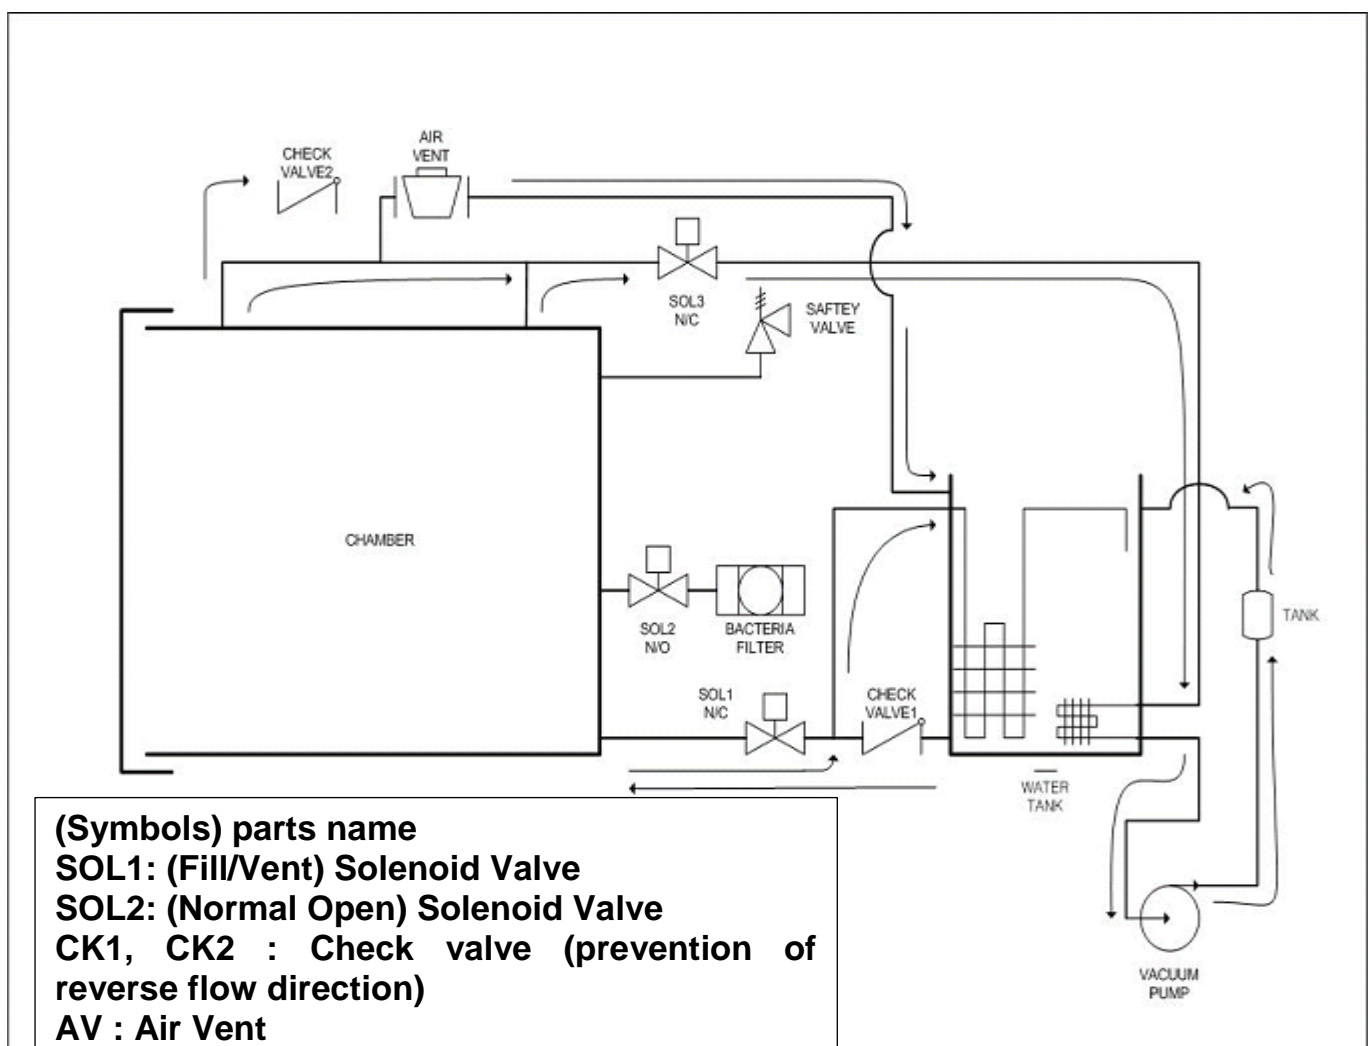 AIR
VENT
CHECK
VALVE2
SOL3
N/C
SAFTEY
VALVE
CHAMBER
SOL2
N/O
BACTERIA
FILTER
TANK
SOL1
N/C
CHECK
VALVE1
WATER
TANK
VACUUM
PUMP
(Symbols) parts name
SOL1: (Fill/Vent) Solenoid Valve
SOL2: (Normal Open) Solenoid Valve
CK1, CK2 : Check valve (prevention of
reverse flow direction)
AV : Air Vent